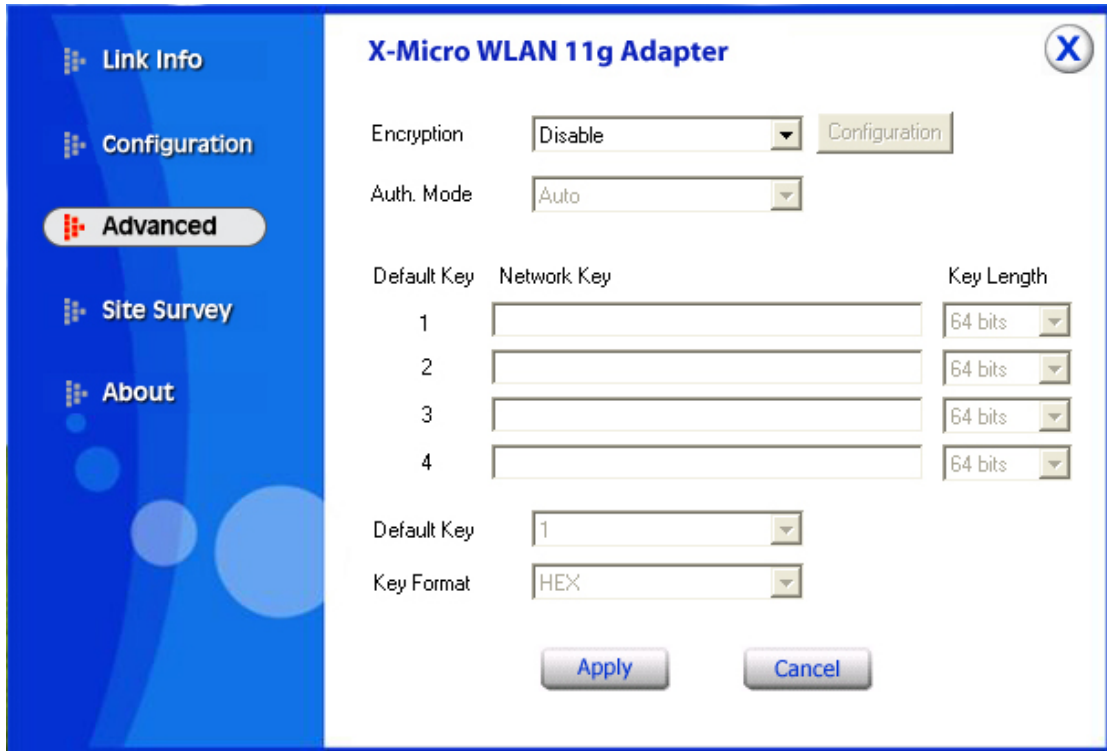 Link Info
Configuration
Advanced
Site Survey
About
X-Micro WLAN 11g Adapter
X
Encryption Disable Configuration
Auth. Mode Auto
Default Key Network Key Key Length
1 64 bits
2 64 bits
3 64 bits
4 64 bits
Default Key 1
Key Format HEX
Apply Cancel